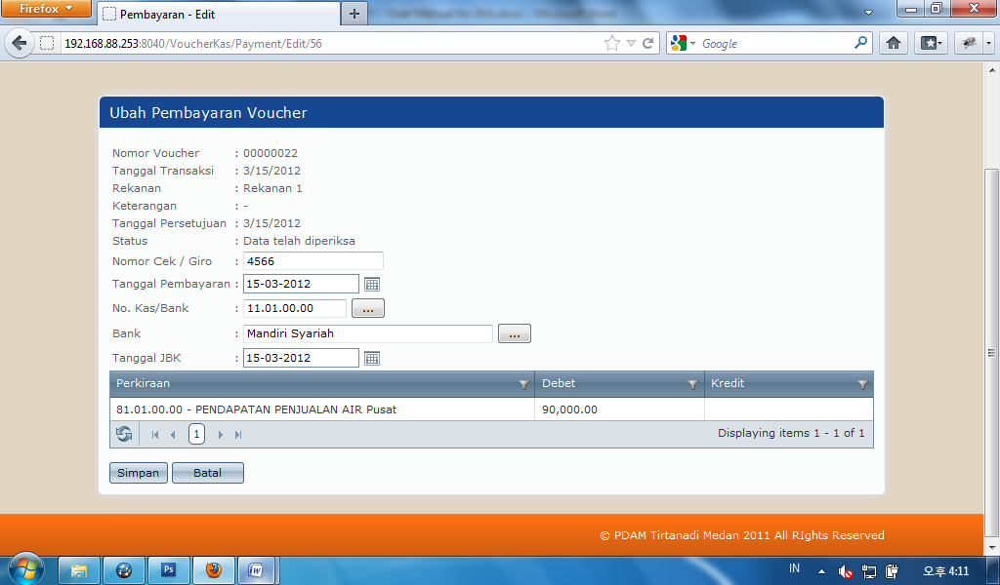 Firefox
Pembayaran - Edit
192.168.88.253:8040/VoucherKas/Payment/Edit/56
Google
Ubah Pembayaran Voucher
Nomor Voucher : 00000022
Tanggal Transaksi : 3/15/2012
Rekanan : Rekanan 1
Keterangan : -
Tanggal Persetujuan : 3/15/2012
Status : Data telah diperiksa
Nomor Cek / Giro : 4566
Tanggal Pembayaran : 15-03-2012
No. Kas/Bank : 11.01.00.00 ...
Bank : Mandiri Syariah ...
Tanggal JBK : 15-03-2012
Perkiraan Debet Kredit
81.01.00.00 - PENDAPATAN PENJUALAN AIR Pusat 90,000.00
1 Displaying items 1 - 1 of 1
Simpan Batal
© PDAM Tirtanadi Medan 2011 All RIghts Reserved
Ps W IN 오후 4:11